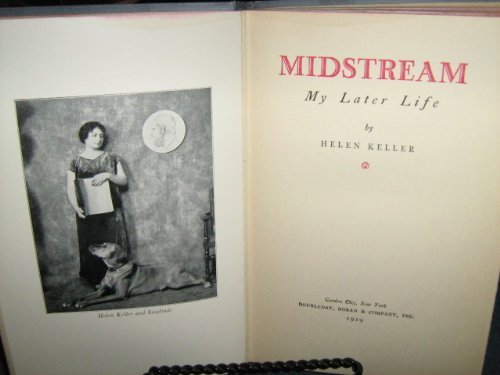 Helen Keller and Sieglinde
MIDSTREAM
My Later Life
by
HELEN KELLER
Garden City, New York
DOUBLEDAY, DORAN & COMPANY, INC.
1929